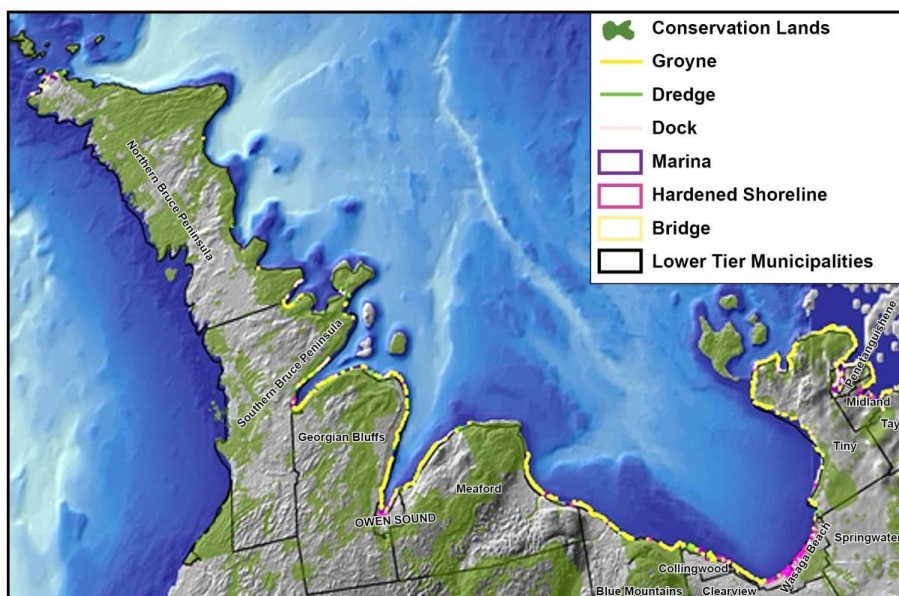 Conservation Lands
Groyne
Dredge
Dock
Marina
Hardened Shoreline
Bridge
Lower Tier Municipalities
Northern Bruce Peninsula
Southern Bruce Peninsula
Georgian Bluffs
OWEN SOUND
Meaford
Blue Mountains
Collingwood
Clearview
Wasaga Beach
Springwater
Tiny
Tay
Midland
Penetanguishene